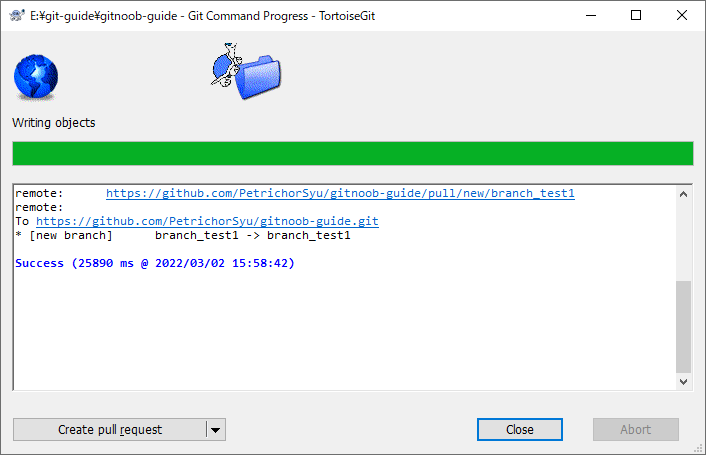 E:¥git-guide¥gitnoob-guide - Git Command Progress - TortoiseGit
Writing objects
remote:      https://github.com/PetrichorSyu/gitnoob-guide/pull/new/branch_test1
remote:
To https://github.com/PetrichorSyu/gitnoob-guide.git
* [new branch]      branch_test1 -> branch_test1
Success (25890 ms @ 2022/03/02 15:58:42)
Create pull request
Close
Abort